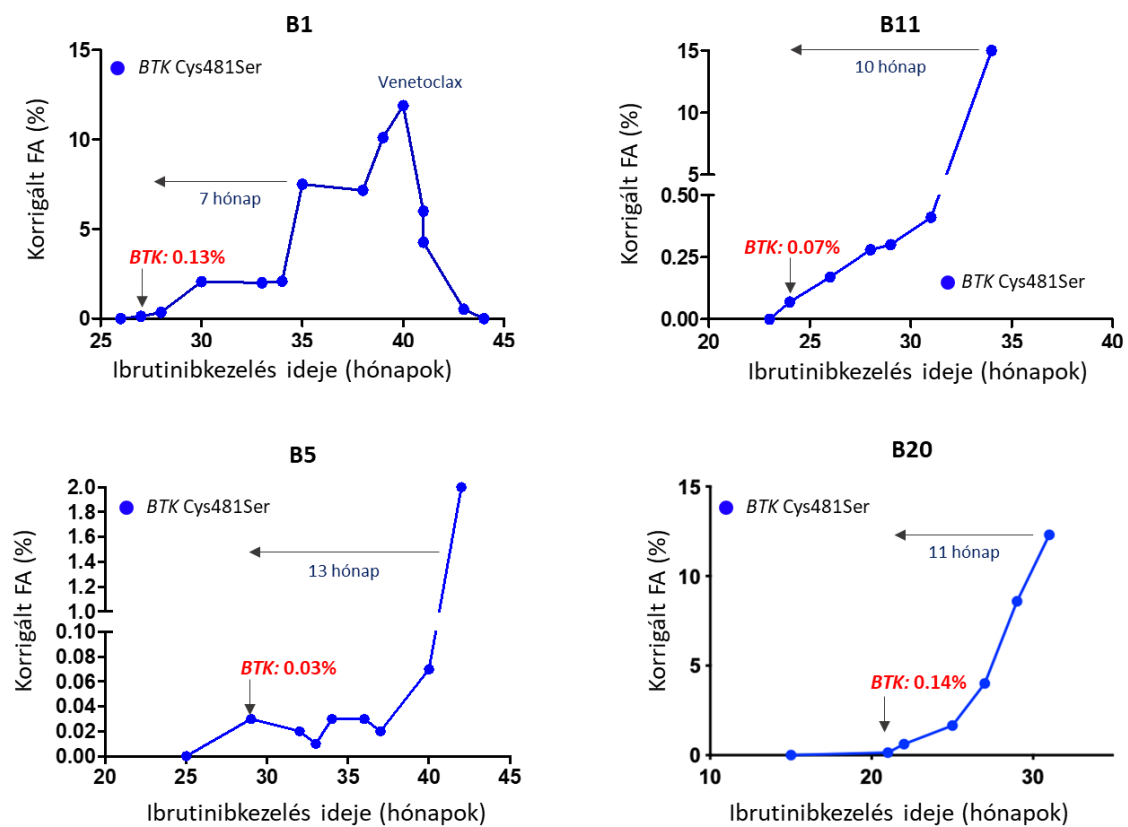 B1
15
10
5
0
BTK Cys481Ser
Venetoclax
7 hónap
BTK: 0.13%
25 30 35 40 45
Korrigált FA (%)
Ibrutinibkezelés ideje (hónapok)
B11
15
10
5
0.50
0.25
0.00
10 hónap
BTK: 0.07%
BTK Cys481Ser
20 25 30 35 40
Korrigált FA (%)
Ibrutinibkezelés ideje (hónapok)
B5
2.0
1.8
1.6
1.4
1.2
1.0
0.10
0.08
0.06
0.04
0.02
0.00
BTK Cys481Ser
13 hónap
BTK: 0.03%
20 25 30 35 40 45
Korrigált FA (%)
Ibrutinibkezelés ideje (hónapok)
B20
15
10
5
0
BTK Cys481Ser
11 hónap
BTK: 0.14%
10 20 30
Korrigált FA (%)
Ibrutinibkezelés ideje (hónapok)